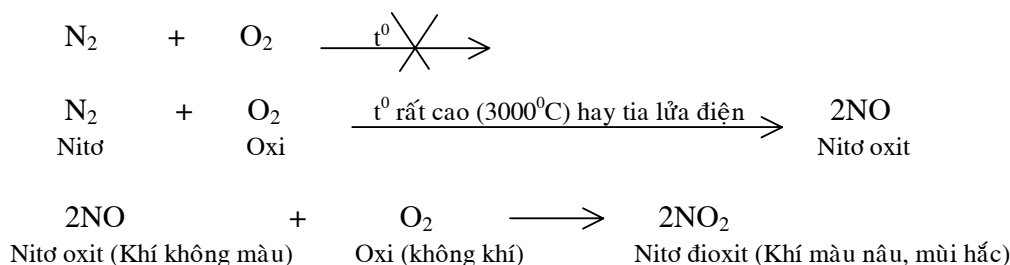 N₂ + O₂ t⁰
N₂ + O₂ t⁰ rất cao (3000⁰C) hay tia lửa điện 2NO
Nitơ Oxi Nitơ oxit
2NO + O₂ 2NO₂
Nitơ oxit (Khí không màu) Oxi (không khí) Nitơ đioxit (Khí màu nâu, mùi hắc)